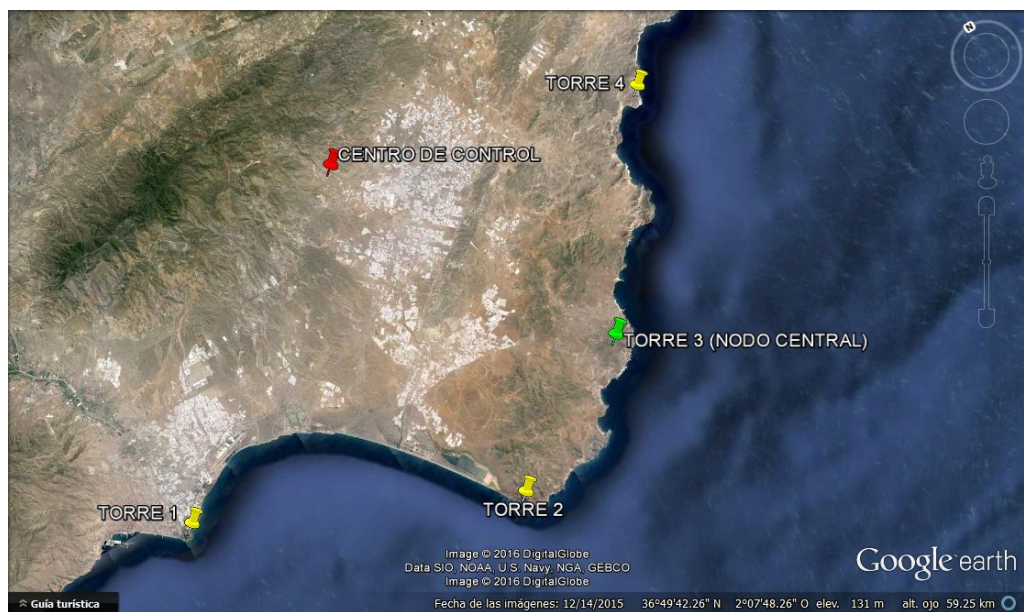 N
TORRE 4
CENTRO DE CONTROL
TORRE 3 (NODO CENTRAL)
TORRE 2
TORRE 1
Image © 2016 DigitalGlobe
Data SIO, NOAA, U.S. Navy, NGA, GEBCO
Image © 2016 DigitalGlobe
Google earth
Guía turística
Fecha de las imágenes: 12/14/2015 36°49'42.26" N 2°07'48.26" O elev. 131 m alt. ojo 59.25 km